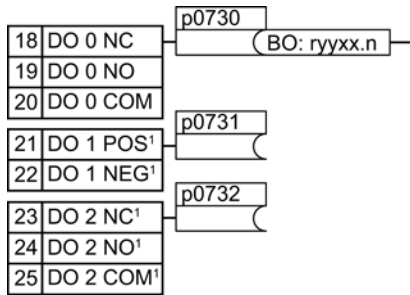 p0730
18 DO 0 NC BO: ryyxx.n
19 DO 0 NO
20 DO 0 COM
p0731
21 DO 1 POS¹
22 DO 1 NEG¹
p0732
23 DO 2 NC¹
24 DO 2 NO¹
25 DO 2 COM¹